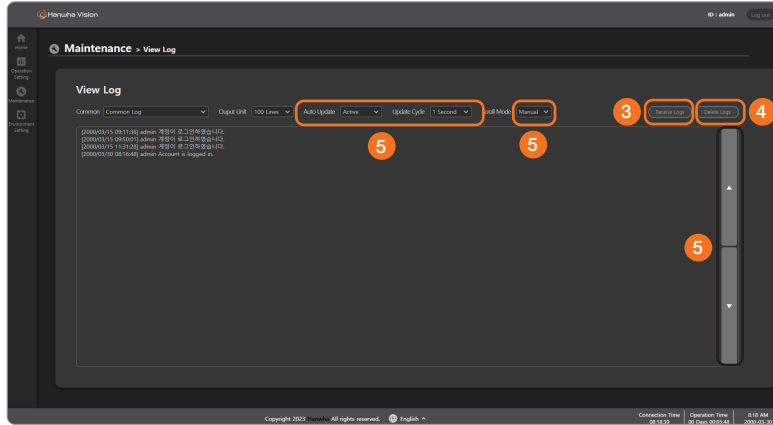 Hanwha Vision
ID : admin
Log out
Home
Operation
Setting
Maintenance
Environment
Setting
Maintenance > View Log
View Log
Common Common Log Ouput Unit 100 Lines Auto Update Active Update Cycle 1 Second croll Mode Manual 3 Receive Logs Delete Logs 4
5
5
[2000/03/15 09:11:36] admin 계정이 로그인하였습니다.
[2000/03/15 09:50:01] admin 계정이 로그인하였습니다.
[2000/03/15 11:31:28] admin 계정이 로그인하였습니다.
[2000/03/30 08:16:48] admin Account is logged in.
5
Copyright 2023 Hanwha All rights reserved. English
Connection Time
08:18:39
Operation Time
00 Days 00:05:48
8:18 AM
2000-03-30